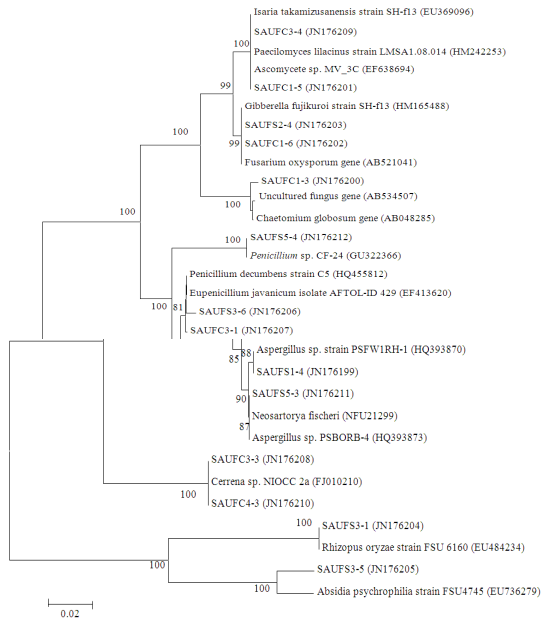 Isaria takamizusanensis strain SH-f13 (EU369096)
SAUFC3-4 (JN176209)
100
Paecilomyces lilacinus strain LMSA1.08.014 (HM242253)
Ascomycete sp. MV_3C (EF638694)
99
SAUFC1-5 (JN176201)
Gibberella fujikuroi strain SH-f13 (HM165488)
SAUFS2-4 (JN176203)
100
99
SAUFC1-6 (JN176202)
Fusarium oxysporum gene (AB521041)
SAUFC1-3 (JN176200)
Uncultured fungus gene (AB534507)
100
100
Chaetomium globosum gene (AB048285)
100
SAUFS5-4 (JN176212)
Penicillium sp. CF-24 (GU322366)
Penicillium decumbens strain C5 (HQ455812)
Eupenicillium javanicum isolate AFTOL-ID 429 (EF413620)
100
81
SAUFS3-6 (JN176206)
SAUFC3-1 (JN176207)
88
Aspergillus sp. strain PSFW1RH-1 (HQ393870)
85
SAUFS1-4 (JN176199)
SAUFS5-3 (JN176211)
90
Neosartorya fischeri (NFU21299)
87
Aspergillus sp. PSBORB-4 (HQ393873)
SAUFC3-3 (JN176208)
Cerrena sp. NIOCC 2a (FJ010210)
100
SAUFC4-3 (JN176210)
100
SAUFS3-1 (JN176204)
Rhizopus oryzae strain FSU 6160 (EU484234)
100
SAUFS3-5 (JN176205)
100
Absidia psychrophilia strain FSU4745 (EU736279)
0.02